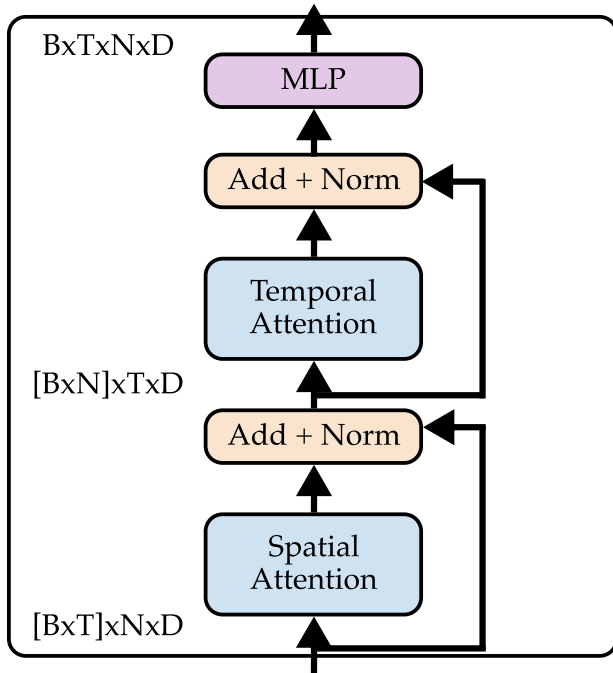 BxTxNxD
MLP
Add + Norm
Temporal
Attention
[BxN]xTxD
Add + Norm
Spatial
Attention
[BxT]xNxD